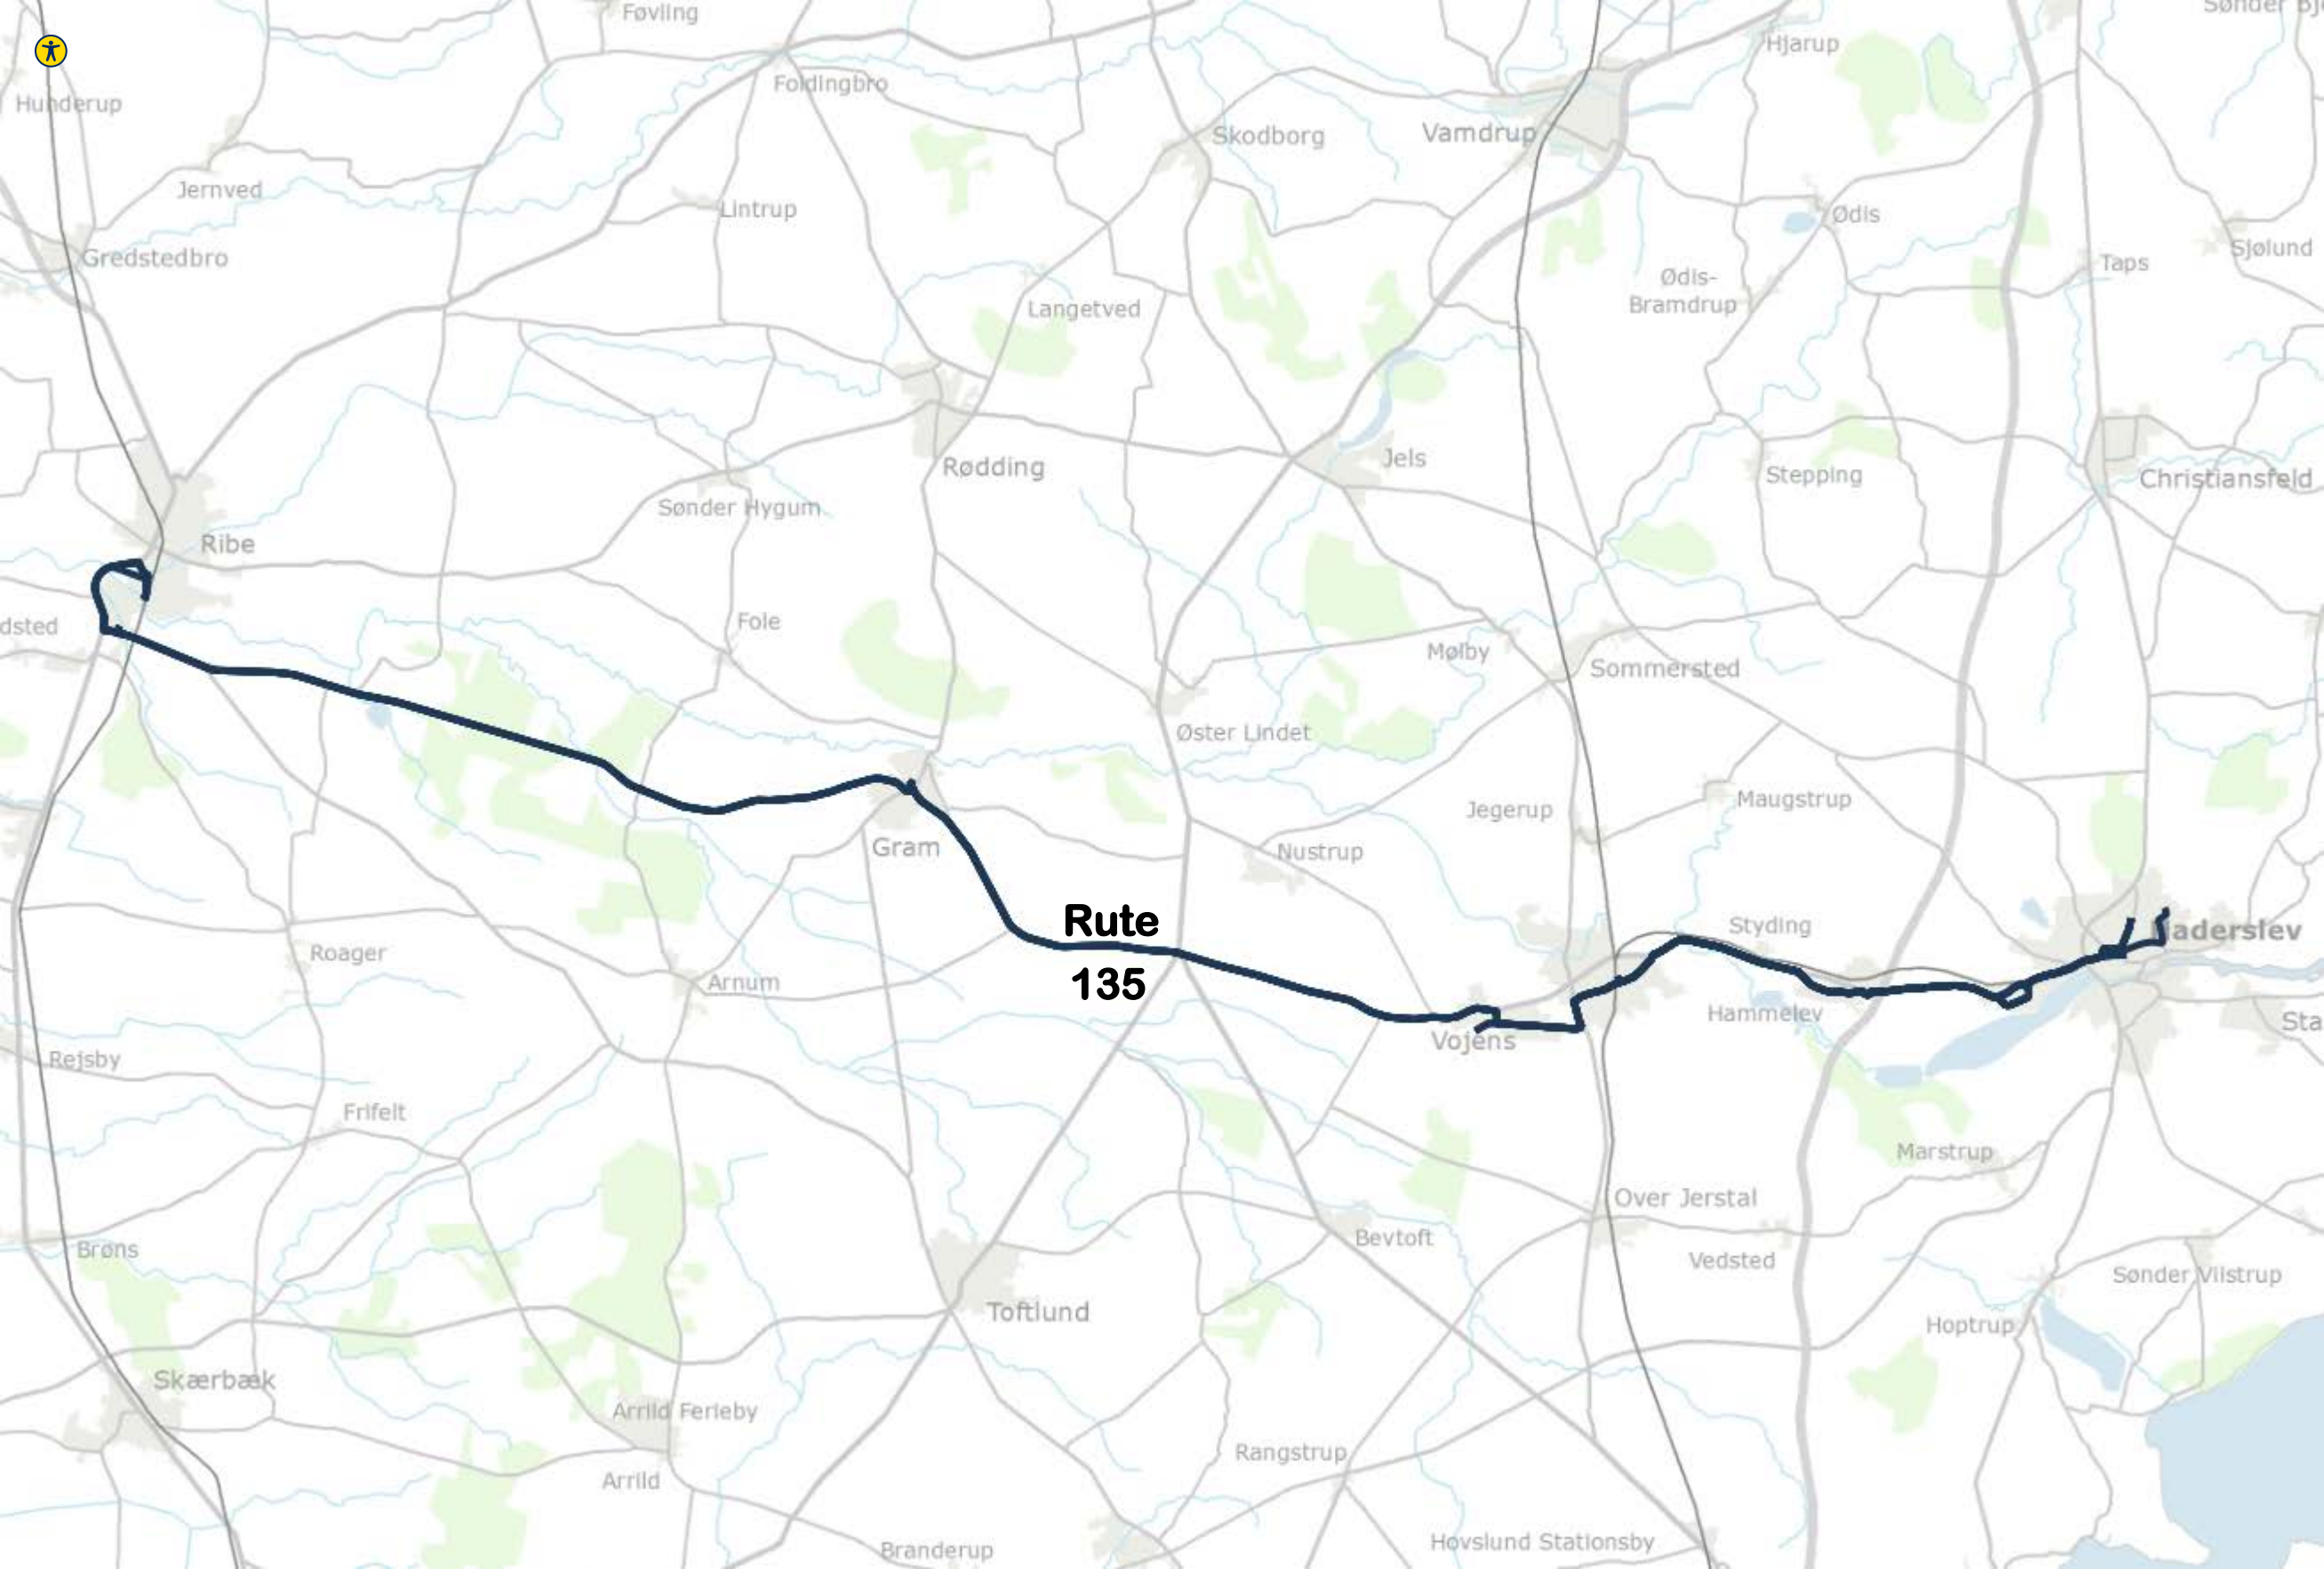 Føvling
Sønder Bj
Hjarup
Foldingbro
Hunderup
Skodborg
Vamdrup
Jernved
Lintrup
Ødis
Gredstedbro
Sjølund
Taps
Ødis-
Bramdrup
Langetved
Jels
Rødding
Stepping
Christiansfeld
Sønder Hygum
Ribe
Fole
dsted
Mølby
Sommersted
Øster Lindet
Maugstrup
Jegerup
Gram
Nustrup
Rute
135
Styding
aderslev
Roager
Arnum
Hammelev
Sta
Vojens
Rejsby
Frifelt
Marstrup
Over Jerstal
Bevtoft
Brøns
Vedsted
Sønder Vilstrup
Toftlund
Hoptrup
Skærbæk
Arrild Ferieby
Rangstrup
Arrild
Hovslund Stationsby
Branderup